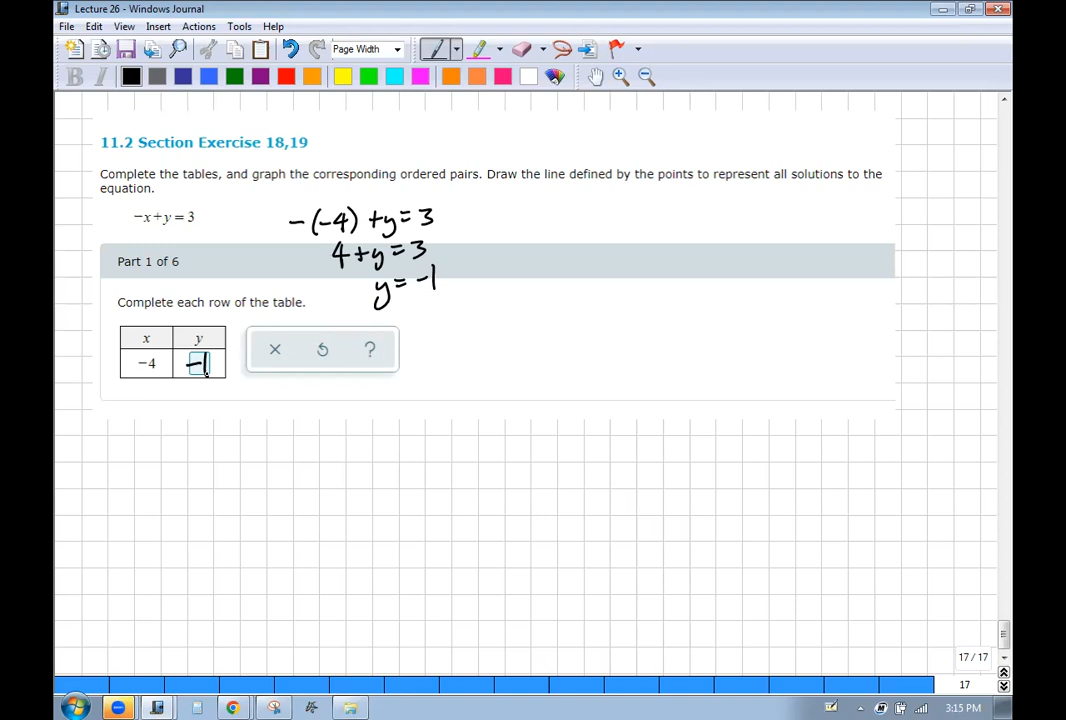 Lecture 26 - Windows Journal
File Edit View Insert Actions Tools Help
Page Width
B I
11.2 Section Exercise 18,19
Complete the tables, and graph the corresponding ordered pairs. Draw the line defined by the points to represent all solutions to the
equation.
−x+y=3
-(-4) +y=3
4+y=3
y=-1
Part 1 of 6
Complete each row of the table.
x y
−4 -1
× ?
17 / 17
17
3:15 PM